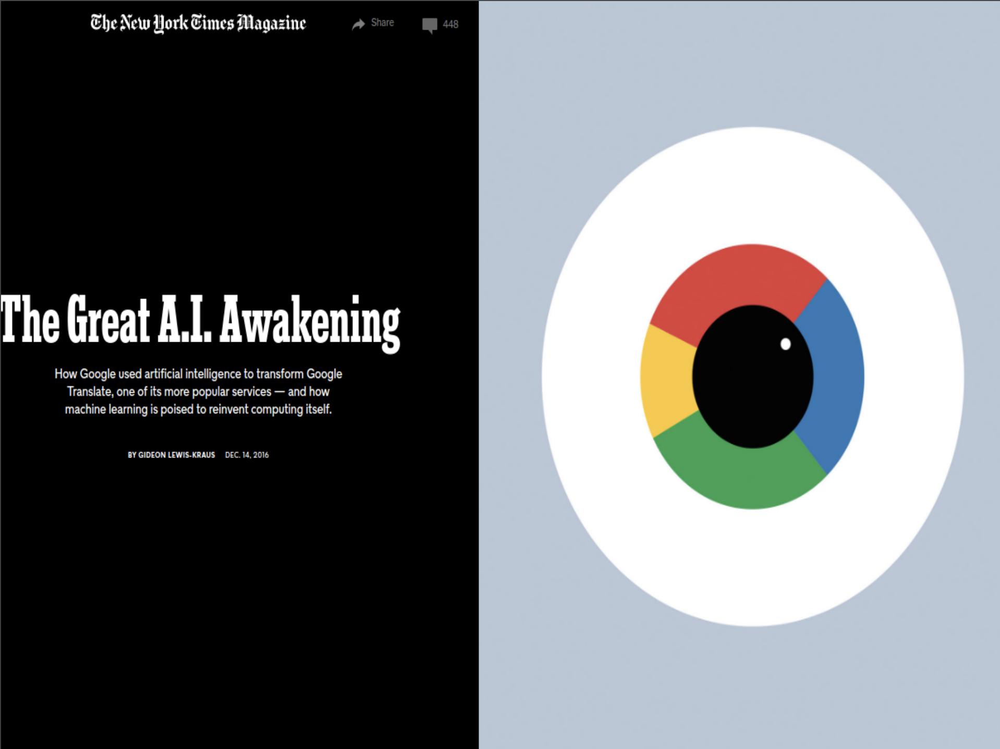 The New York Times Magazine
Share
448
The Great A.I. Awakening
How Google used artificial intelligence to transform Google
Translate, one of its more popular services — and how
machine learning is poised to reinvent computing itself.
BY GIDEON LEWIS-KRAUS DEC. 14, 2016